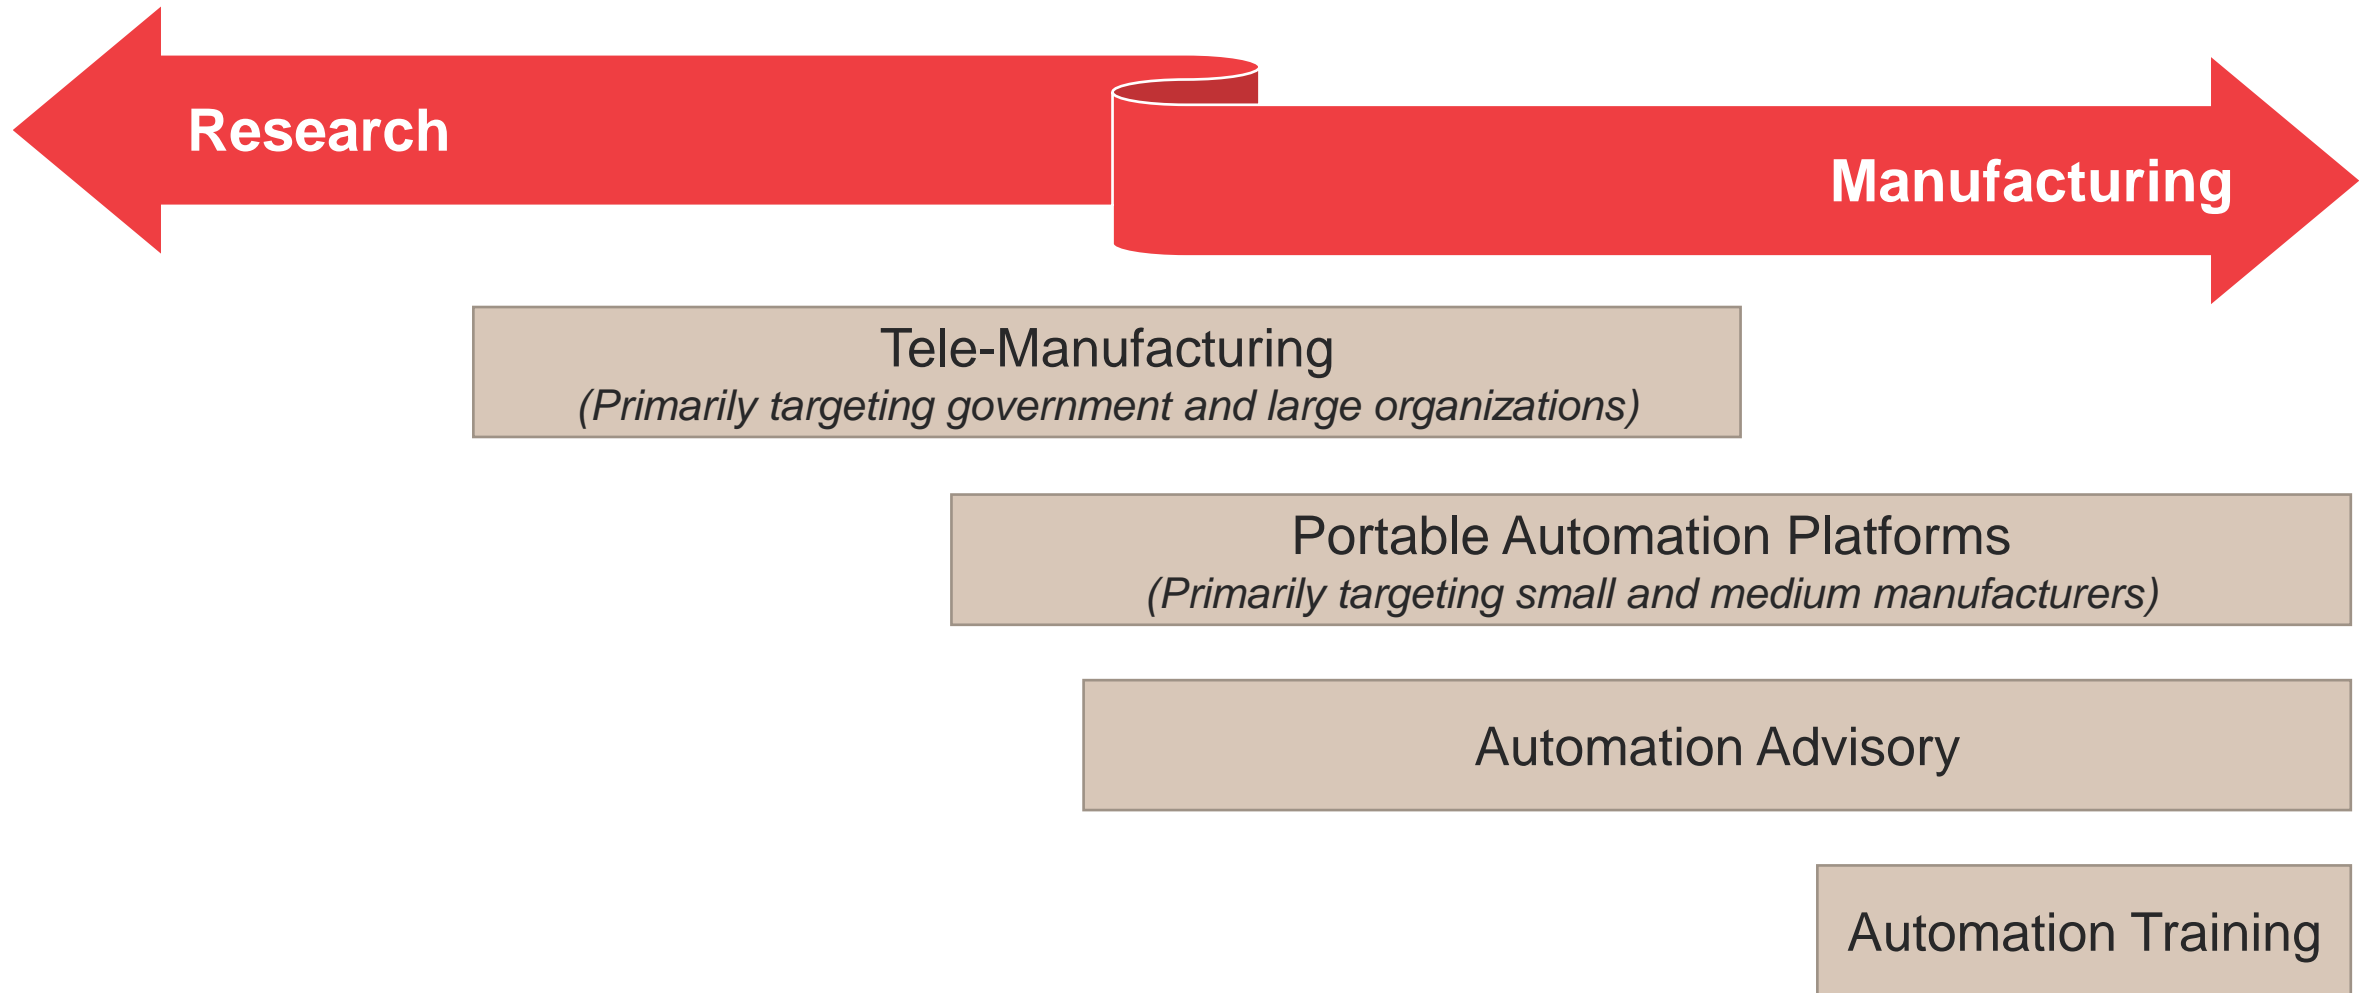 Research
Manufacturing
Tele-Manufacturing
(Primarily targeting government and large organizations)
Portable Automation Platforms
(Primarily targeting small and medium manufacturers)
Automation Advisory
Automation Training